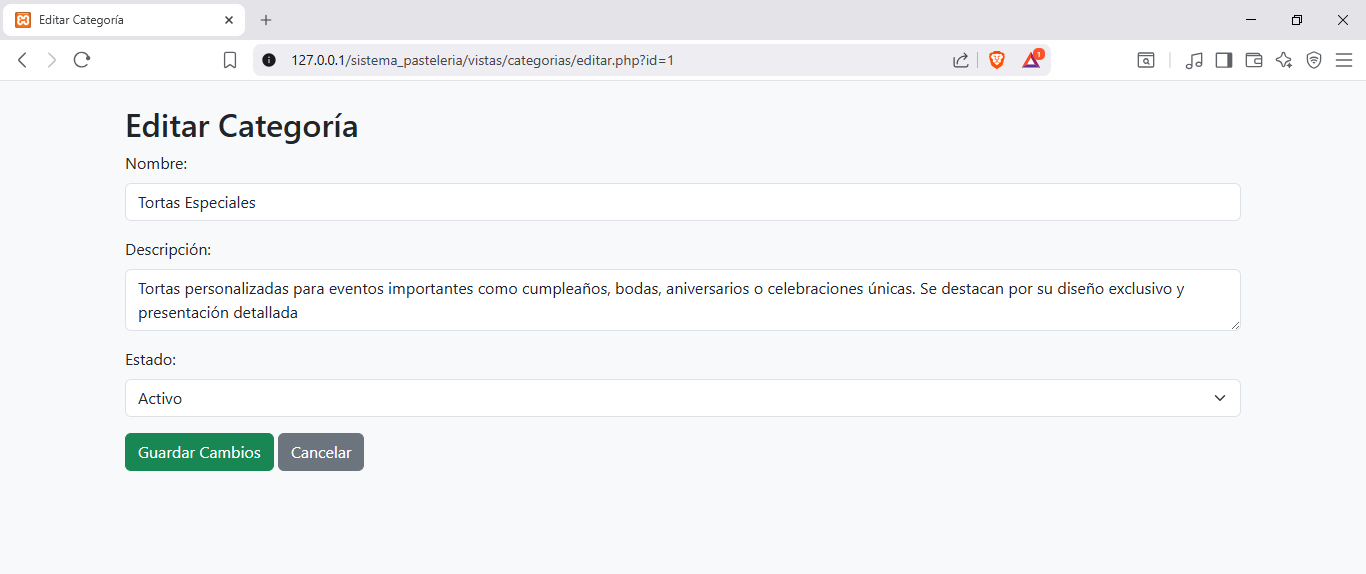 Editar Categoría
127.0.0.1/sistema_pasteleria/vistas/categorias/editar.php?id=1
1
Editar Categoría
Nombre:
Tortas Especiales
Descripción:
Tortas personalizadas para eventos importantes como cumpleaños, bodas, aniversarios o celebraciones únicas. Se destacan por su diseño exclusivo y
presentación detallada
Estado:
Activo
Guardar Cambios Cancelar